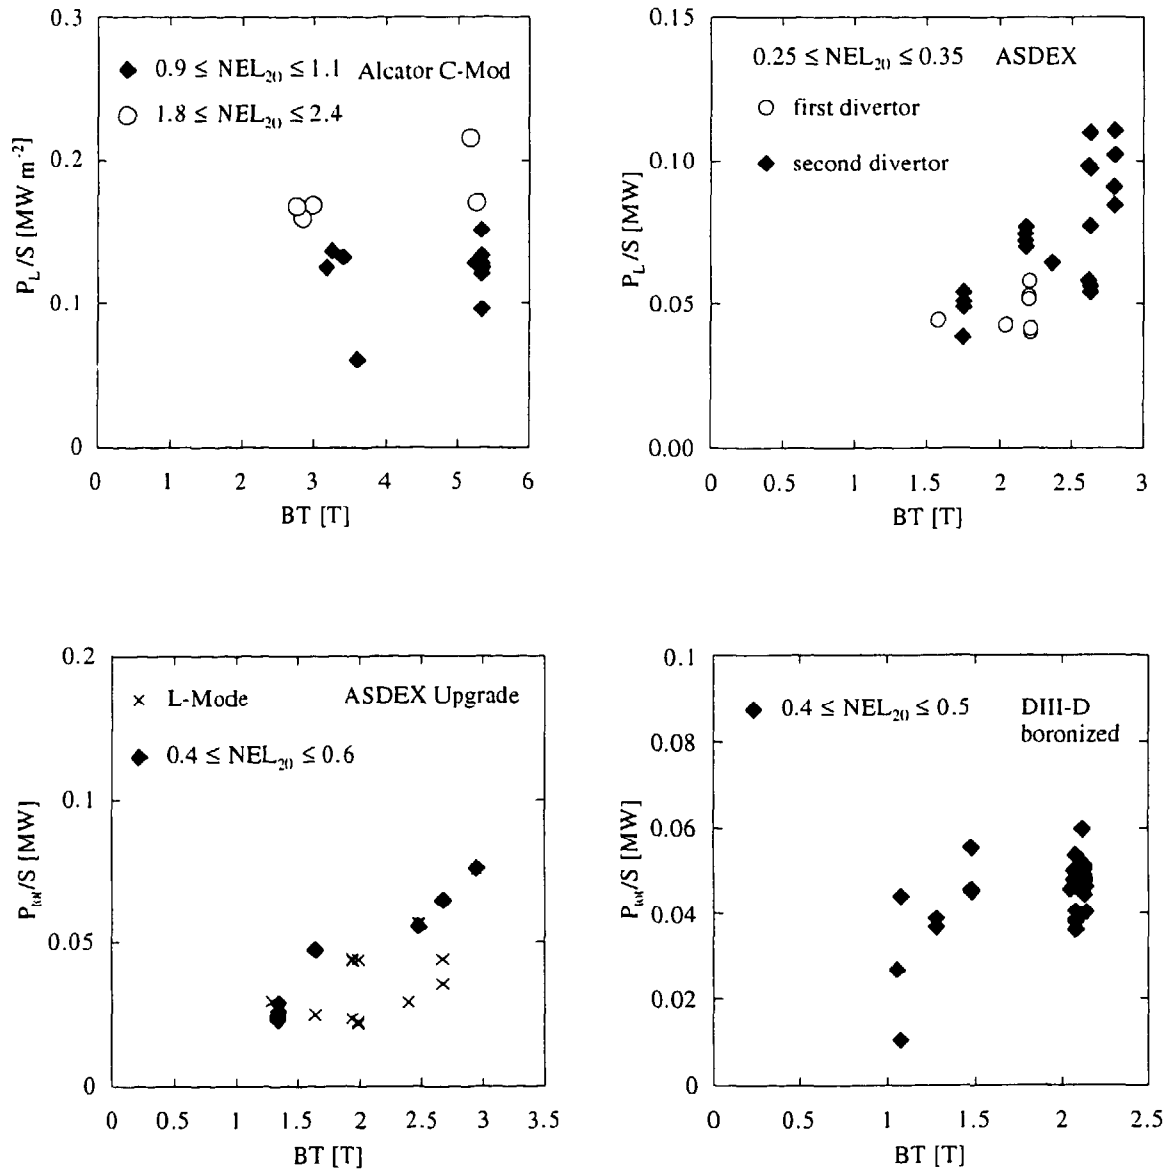 0.3
0.9 ≤ NEL₂₀ ≤ 1.1 Alcator C-Mod
1.8 ≤ NEL₂₀ ≤ 2.4
0.2
0.1
0
P_L/S [MW m⁻²]
0 1 2 3 4 5 6
BT [T]
0.15
0.25 ≤ NEL₂₀ ≤ 0.35 ASDEX
first divertor
second divertor
0.10
0.05
0.00
P_L/S [MW]
0 0.5 1 1.5 2 2.5 3
BT [T]
0.2
L-Mode ASDEX Upgrade
0.4 ≤ NEL₂₀ ≤ 0.6
0.1
0.05
0
P_tot/S [MW]
0 0.5 1 1.5 2 2.5 3 3.5
BT [T]
0.1
0.4 ≤ NEL₂₀ ≤ 0.5 DIII-D
boronized
0.08
0.06
0.04
0.02
0
P_tot/S [MW]
0 0.5 1 1.5 2 2.5
BT [T]